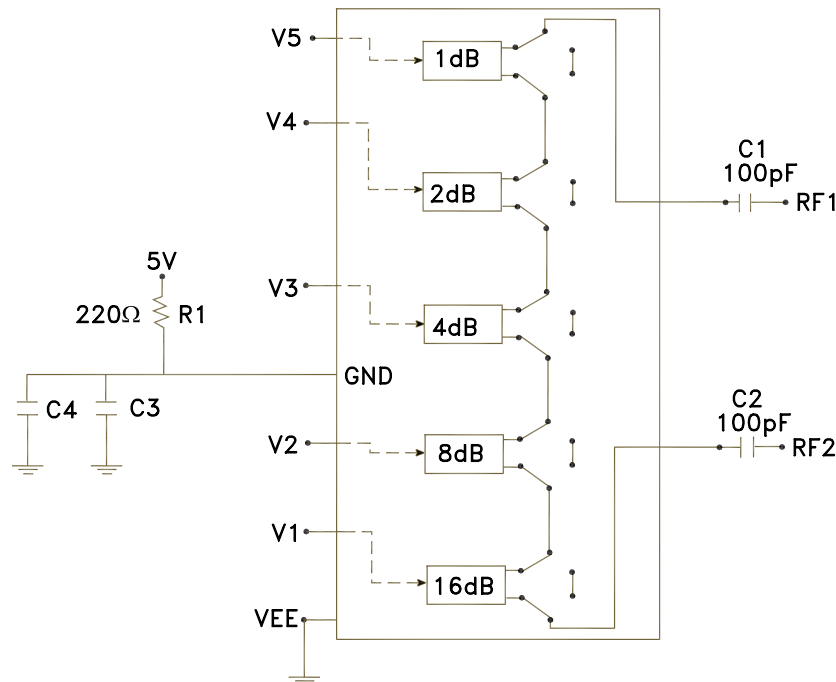 V5
1dB
V4
C1
100pF
2dB
RF1
5V
V3
220Ω R1
4dB
GND
C4 C3
C2
100pF
V2
8dB
RF2
V1
16dB
VEE